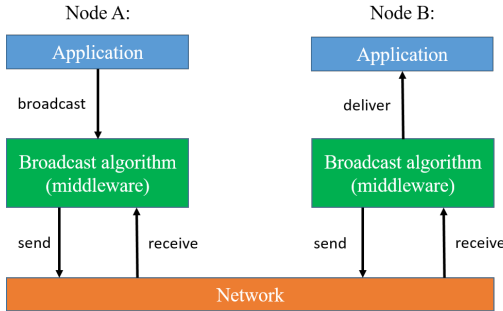 Node A:
Node B:
Application
Application
broadcast
deliver
Broadcast algorithm
(middleware)
Broadcast algorithm
(middleware)
send
receive
send
receive
Network